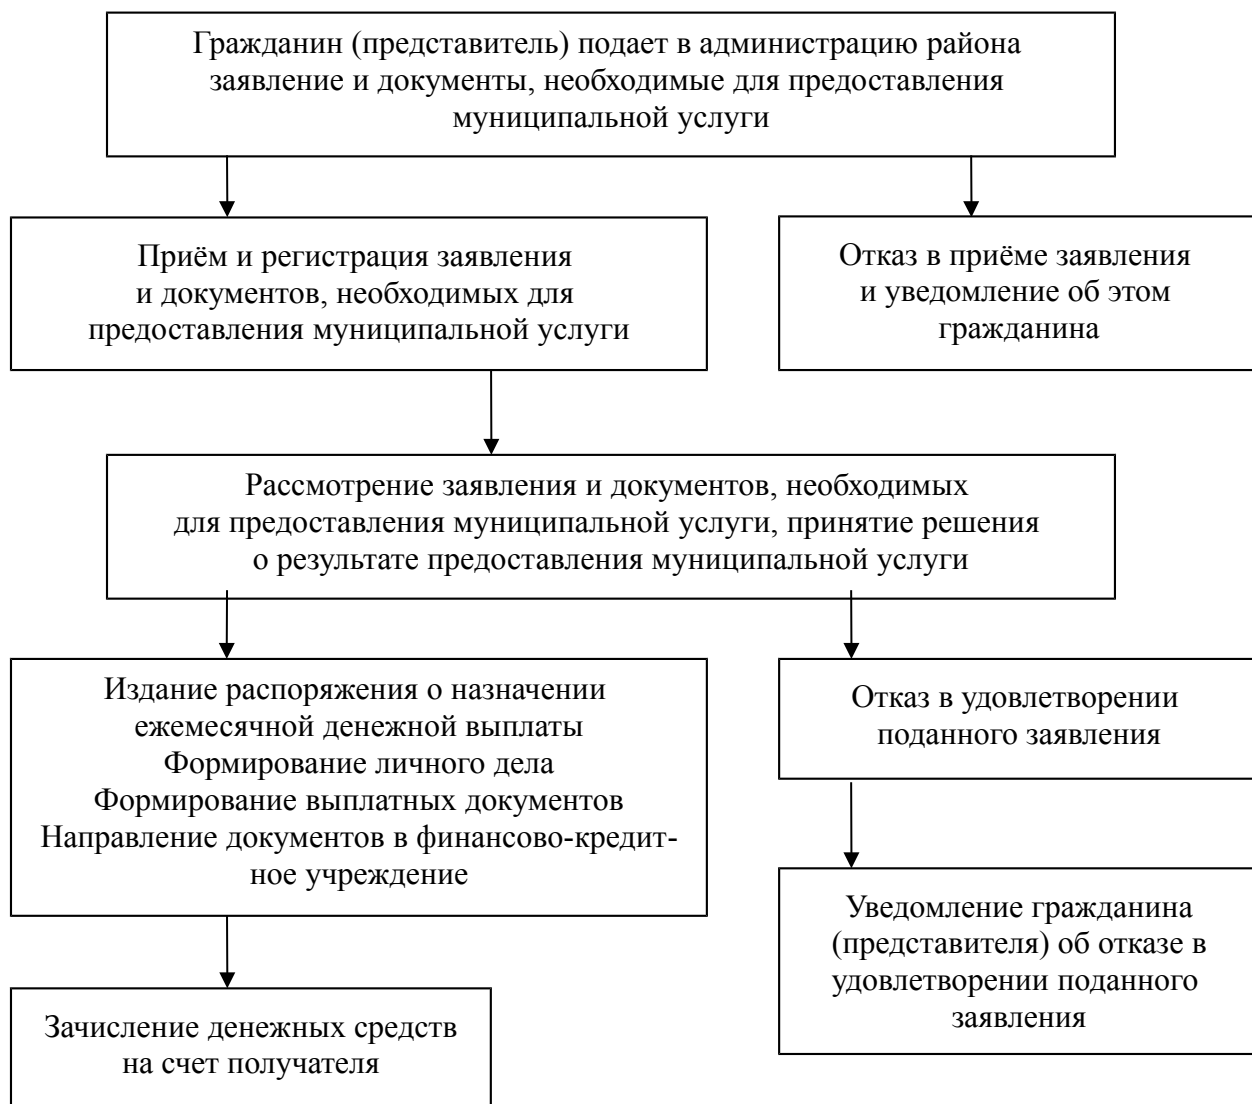 Гражданин (представитель) подает в администрацию района
заявление и документы, необходимые для предоставления
муниципальной услуги
Приём и регистрация заявления
и документов, необходимых для
предоставления муниципальной услуги
Отказ в приёме заявления
и уведомление об этом
гражданина
Рассмотрение заявления и документов, необходимых
для предоставления муниципальной услуги, принятие решения
о результате предоставления муниципальной услуги
Издание распоряжения о назначении
ежемесячной денежной выплаты
Формирование личного дела
Формирование выплатных документов
Направление документов в финансово-кредит-
ное учреждение
Отказ в удовлетворении
поданного заявления
Уведомление гражданина
(представителя) об отказе в
удовлетворении поданного
заявления
Зачисление денежных средств
на счет получателя